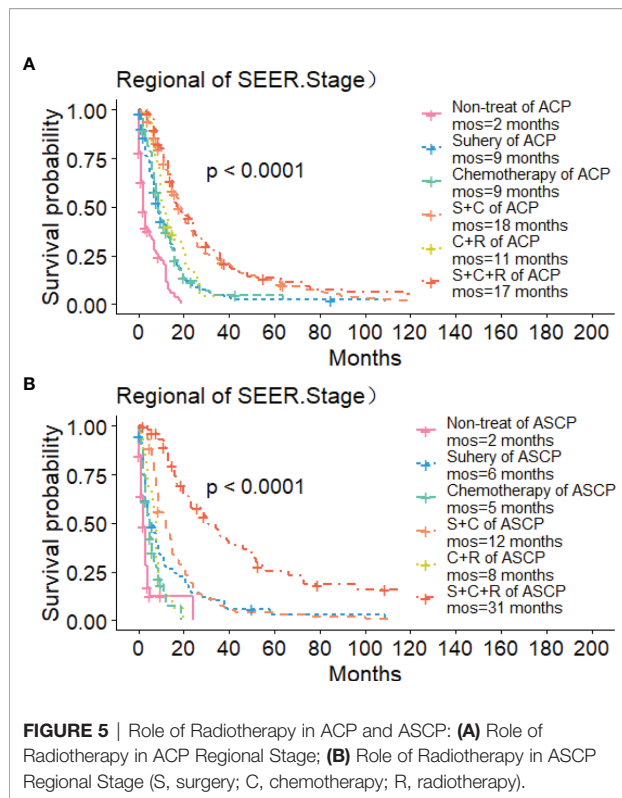 A
Regional of SEER.Stage）
Survival probability
1.00
0.75
0.50
0.25
0.00
p < 0.0001
Non-treat of ACP
mos=2 months
Suhery of ACP
mos=9 months
Chemotherapy of ACP
mos=9 months
S+C of ACP
mos=18 months
C+R of ACP
mos=11 months
S+C+R of ACP
mos=17 months
0 20 40 60 80 100 120 140 160 180 200
Months
B
Regional of SEER.Stage）
Survival probability
1.00
0.75
0.50
0.25
0.00
p < 0.0001
Non-treat of ASCP
mos=2 months
Suhery of ASCP
mos=6 months
Chemotherapy of ASCP
mos=5 months
S+C of ASCP
mos=12 months
C+R of ASCP
mos=8 months
S+C+R of ASCP
mos=31 months
0 20 40 60 80 100 120 140 160 180 200
Months
FIGURE 5 | Role of Radiotherapy in ACP and ASCP: (A) Role of
Radiotherapy in ACP Regional Stage; (B) Role of Radiotherapy in ASCP
Regional Stage (S, surgery; C, chemotherapy; R, radiotherapy).